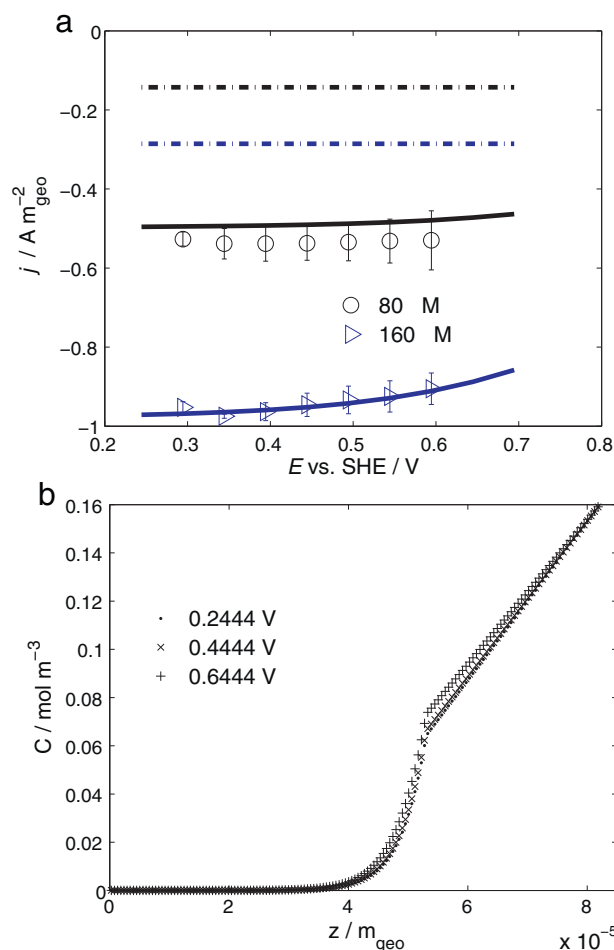 a
0
−0.2
−0.4
−0.6
−0.8
−1
j / A m geo −2
80 M
160 M
0.2 0.3 0.4 0.5 0.6 0.7 0.8
E vs. SHE / V
b
0.16
0.14
0.12
0.1
0.08
0.06
0.04
0.02
0
C / mol m −3
0.2444 V
0.4444 V
0.6444 V
0 2 4 6 8
z / m geo
x 10 −5